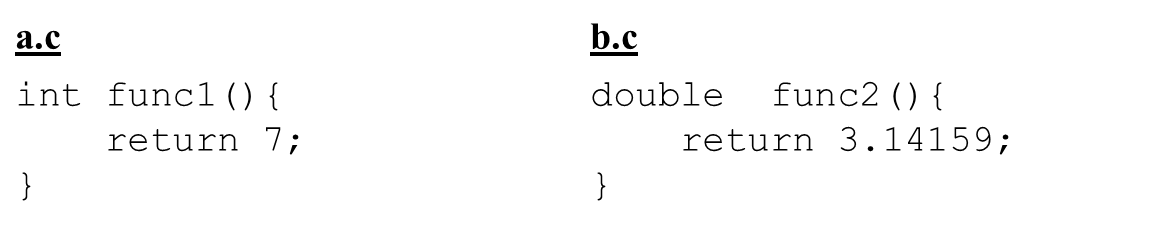 a.c
int func1(){
    return 7;
}
b.c
double  func2(){
    return 3.14159;
}